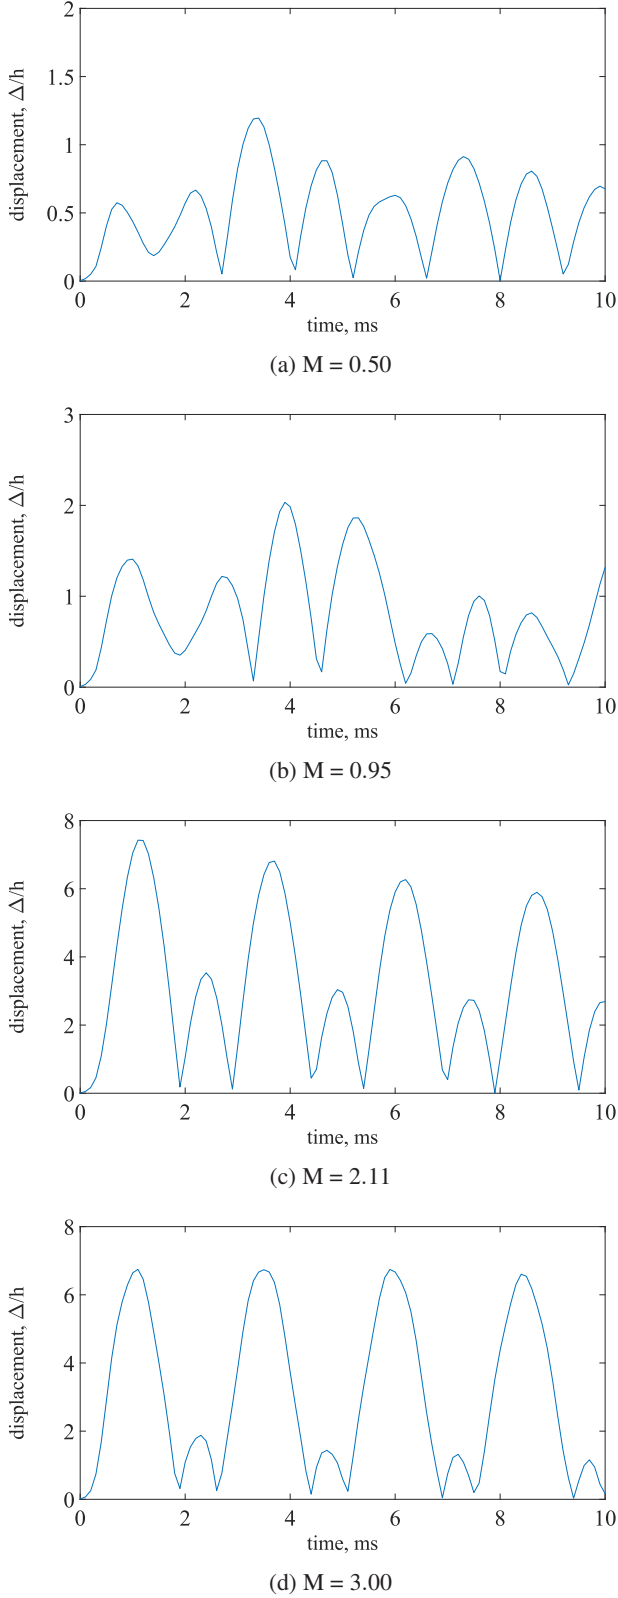 2
1.5
1
0.5
0
0 2 4 6 8 10
displacement, Δ/h
time, ms
(a) M = 0.50
3
2
1
0
0 2 4 6 8 10
displacement, Δ/h
time, ms
(b) M = 0.95
8
6
4
2
0
0 2 4 6 8 10
displacement, Δ/h
time, ms
(c) M = 2.11
8
6
4
2
0
0 2 4 6 8 10
displacement, Δ/h
time, ms
(d) M = 3.00